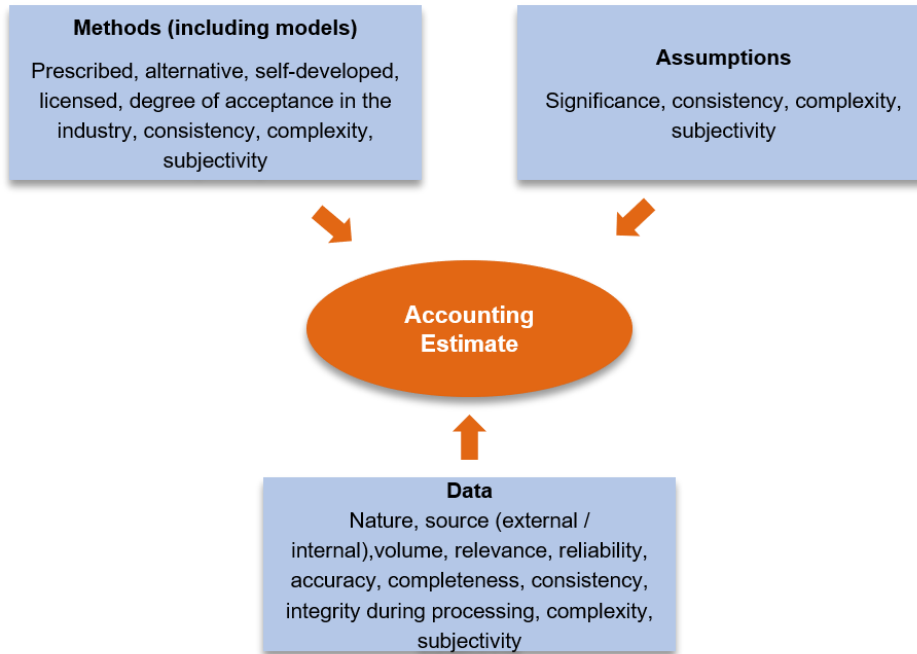 Methods (including models)
Prescribed, alternative, self-developed,
licensed, degree of acceptance in the
industry, consistency, complexity,
subjectivity
Assumptions
Significance, consistency, complexity,
subjectivity
Accounting
Estimate
Data
Nature, source (external /
internal),volume, relevance, reliability,
accuracy, completeness, consistency,
integrity during processing, complexity,
subjectivity